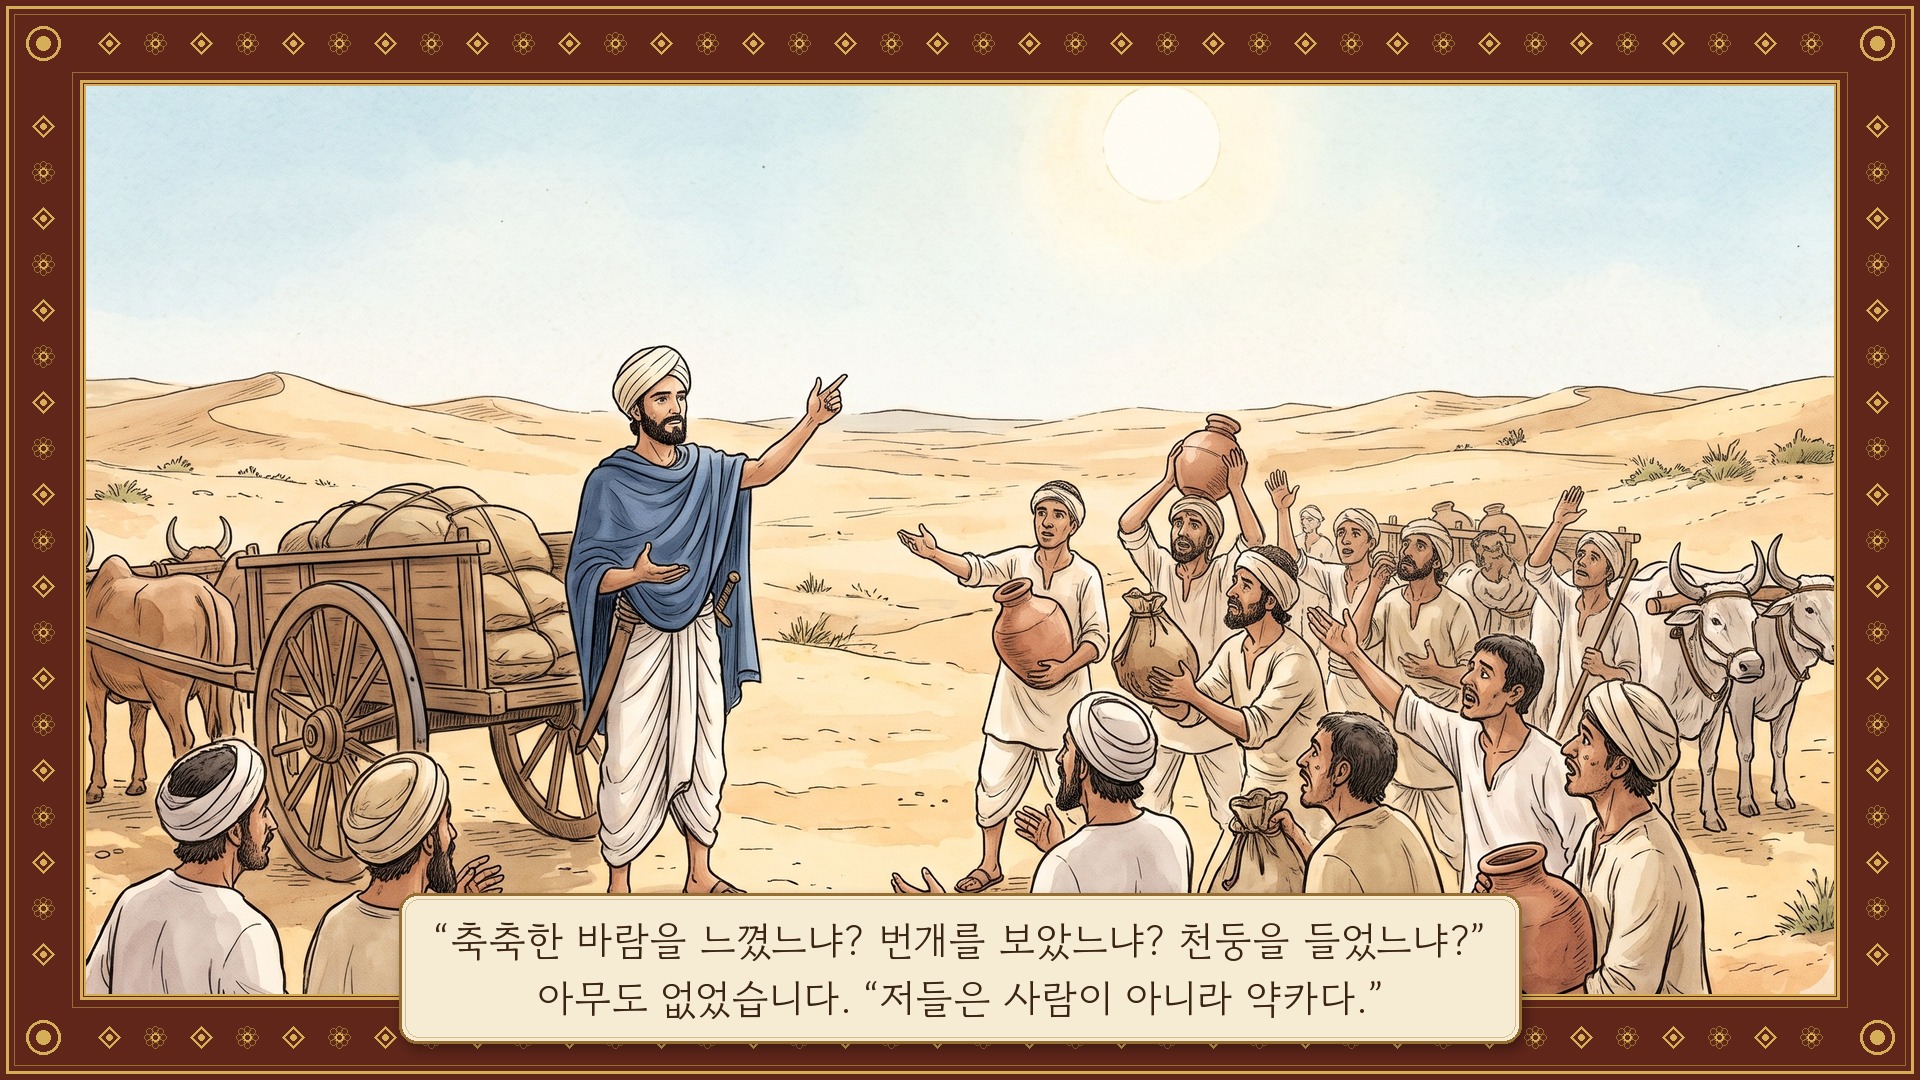 “축축한 바람을 느꼈느냐? 번개를 보았느냐? 천둥을 들었느냐?”
아무도 없었습니다. “저들은 사람이 아니라 약카다.”